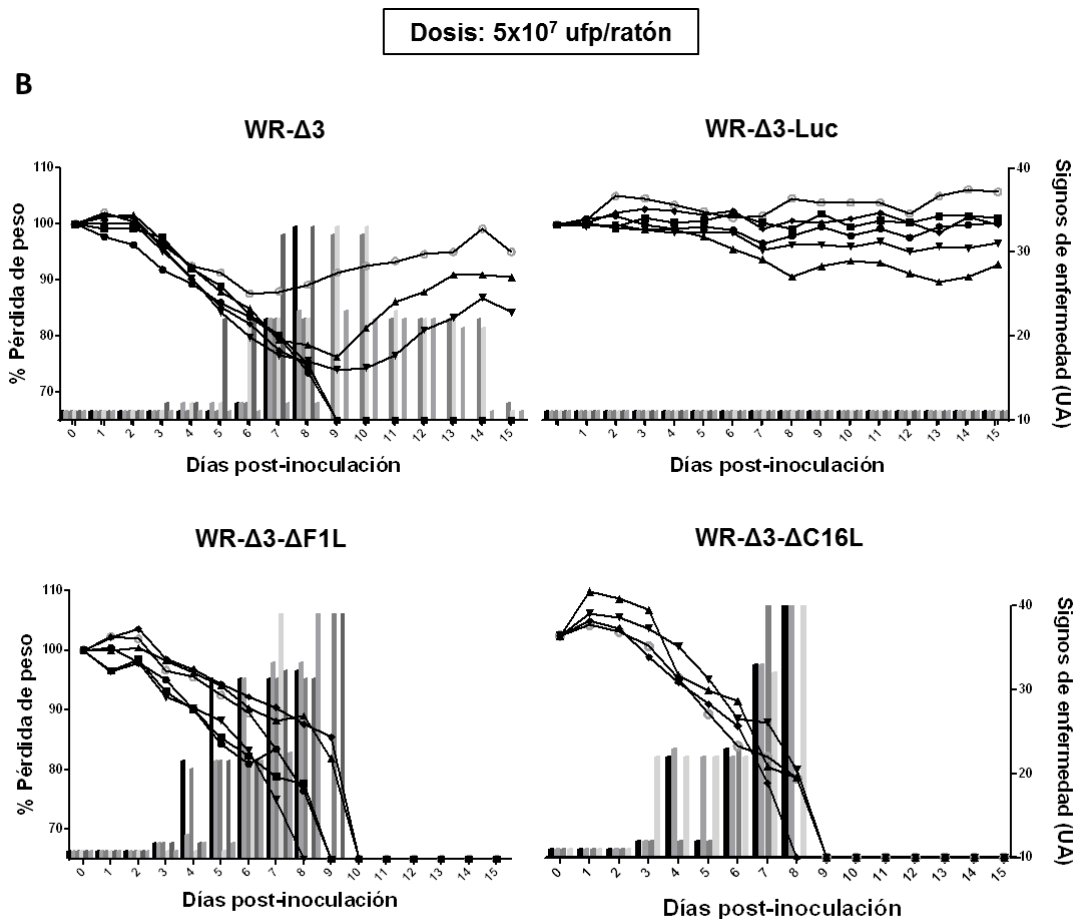 Dosis: 5x10⁷ ufp/ratón
B
WR-Δ3
WR-Δ3-Luc
% Pérdida de peso
110
100
90
80
70
0 1 2 3 4 5 6 7 8 9 10 11 12 13 14 15
Días post-inoculación
1 2 3 4 5 6 7 8 9 10 11 12 13 14 15
Días post-inoculación
40
30
20
10
Signos de enfermedad (UA)
WR-Δ3-ΔF1L
WR-Δ3-ΔC16L
% Pérdida de peso
110
100
90
80
70
0 1 2 3 4 5 6 7 8 9 10 11 12 13 14 15
Días post-inoculación
0 1 2 3 4 5 6 7 8 9 10 11 12 13 14 15
Días post-inoculación
40
30
20
10
Signos de enfermedad (UA)